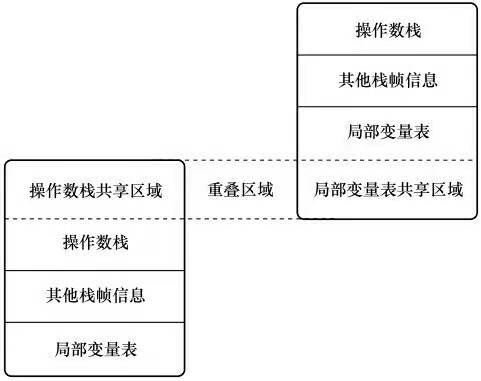 操作数栈
其他栈帧信息
局部变量表
操作数栈共享区域
重叠区域
局部变量表共享区域
操作数栈
其他栈帧信息
局部变量表